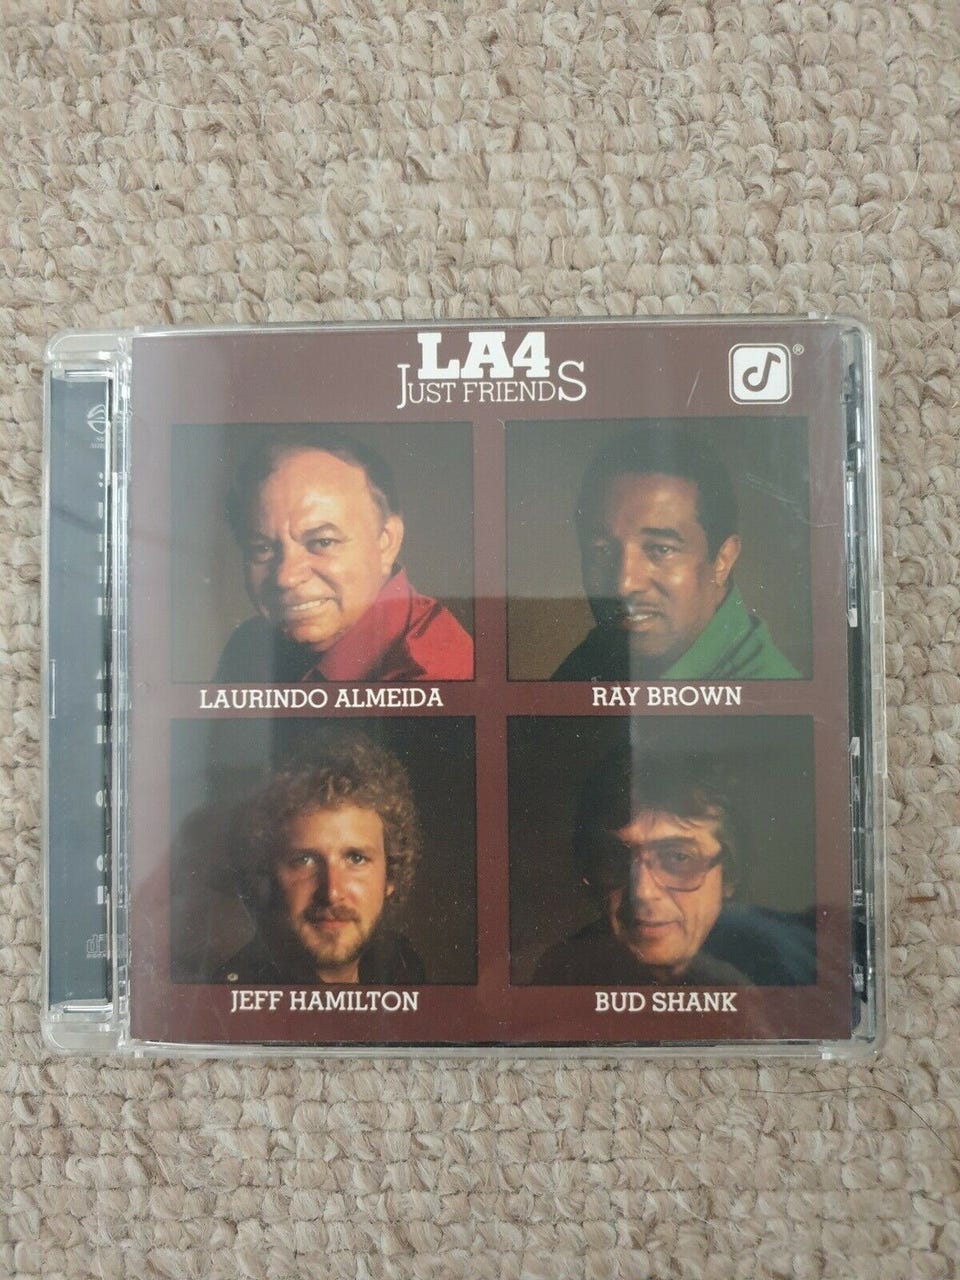 LA4
JUST FRIENDS
®
LAURINDO ALMEIDA
RAY BROWN
JEFF HAMILTON
BUD SHANK